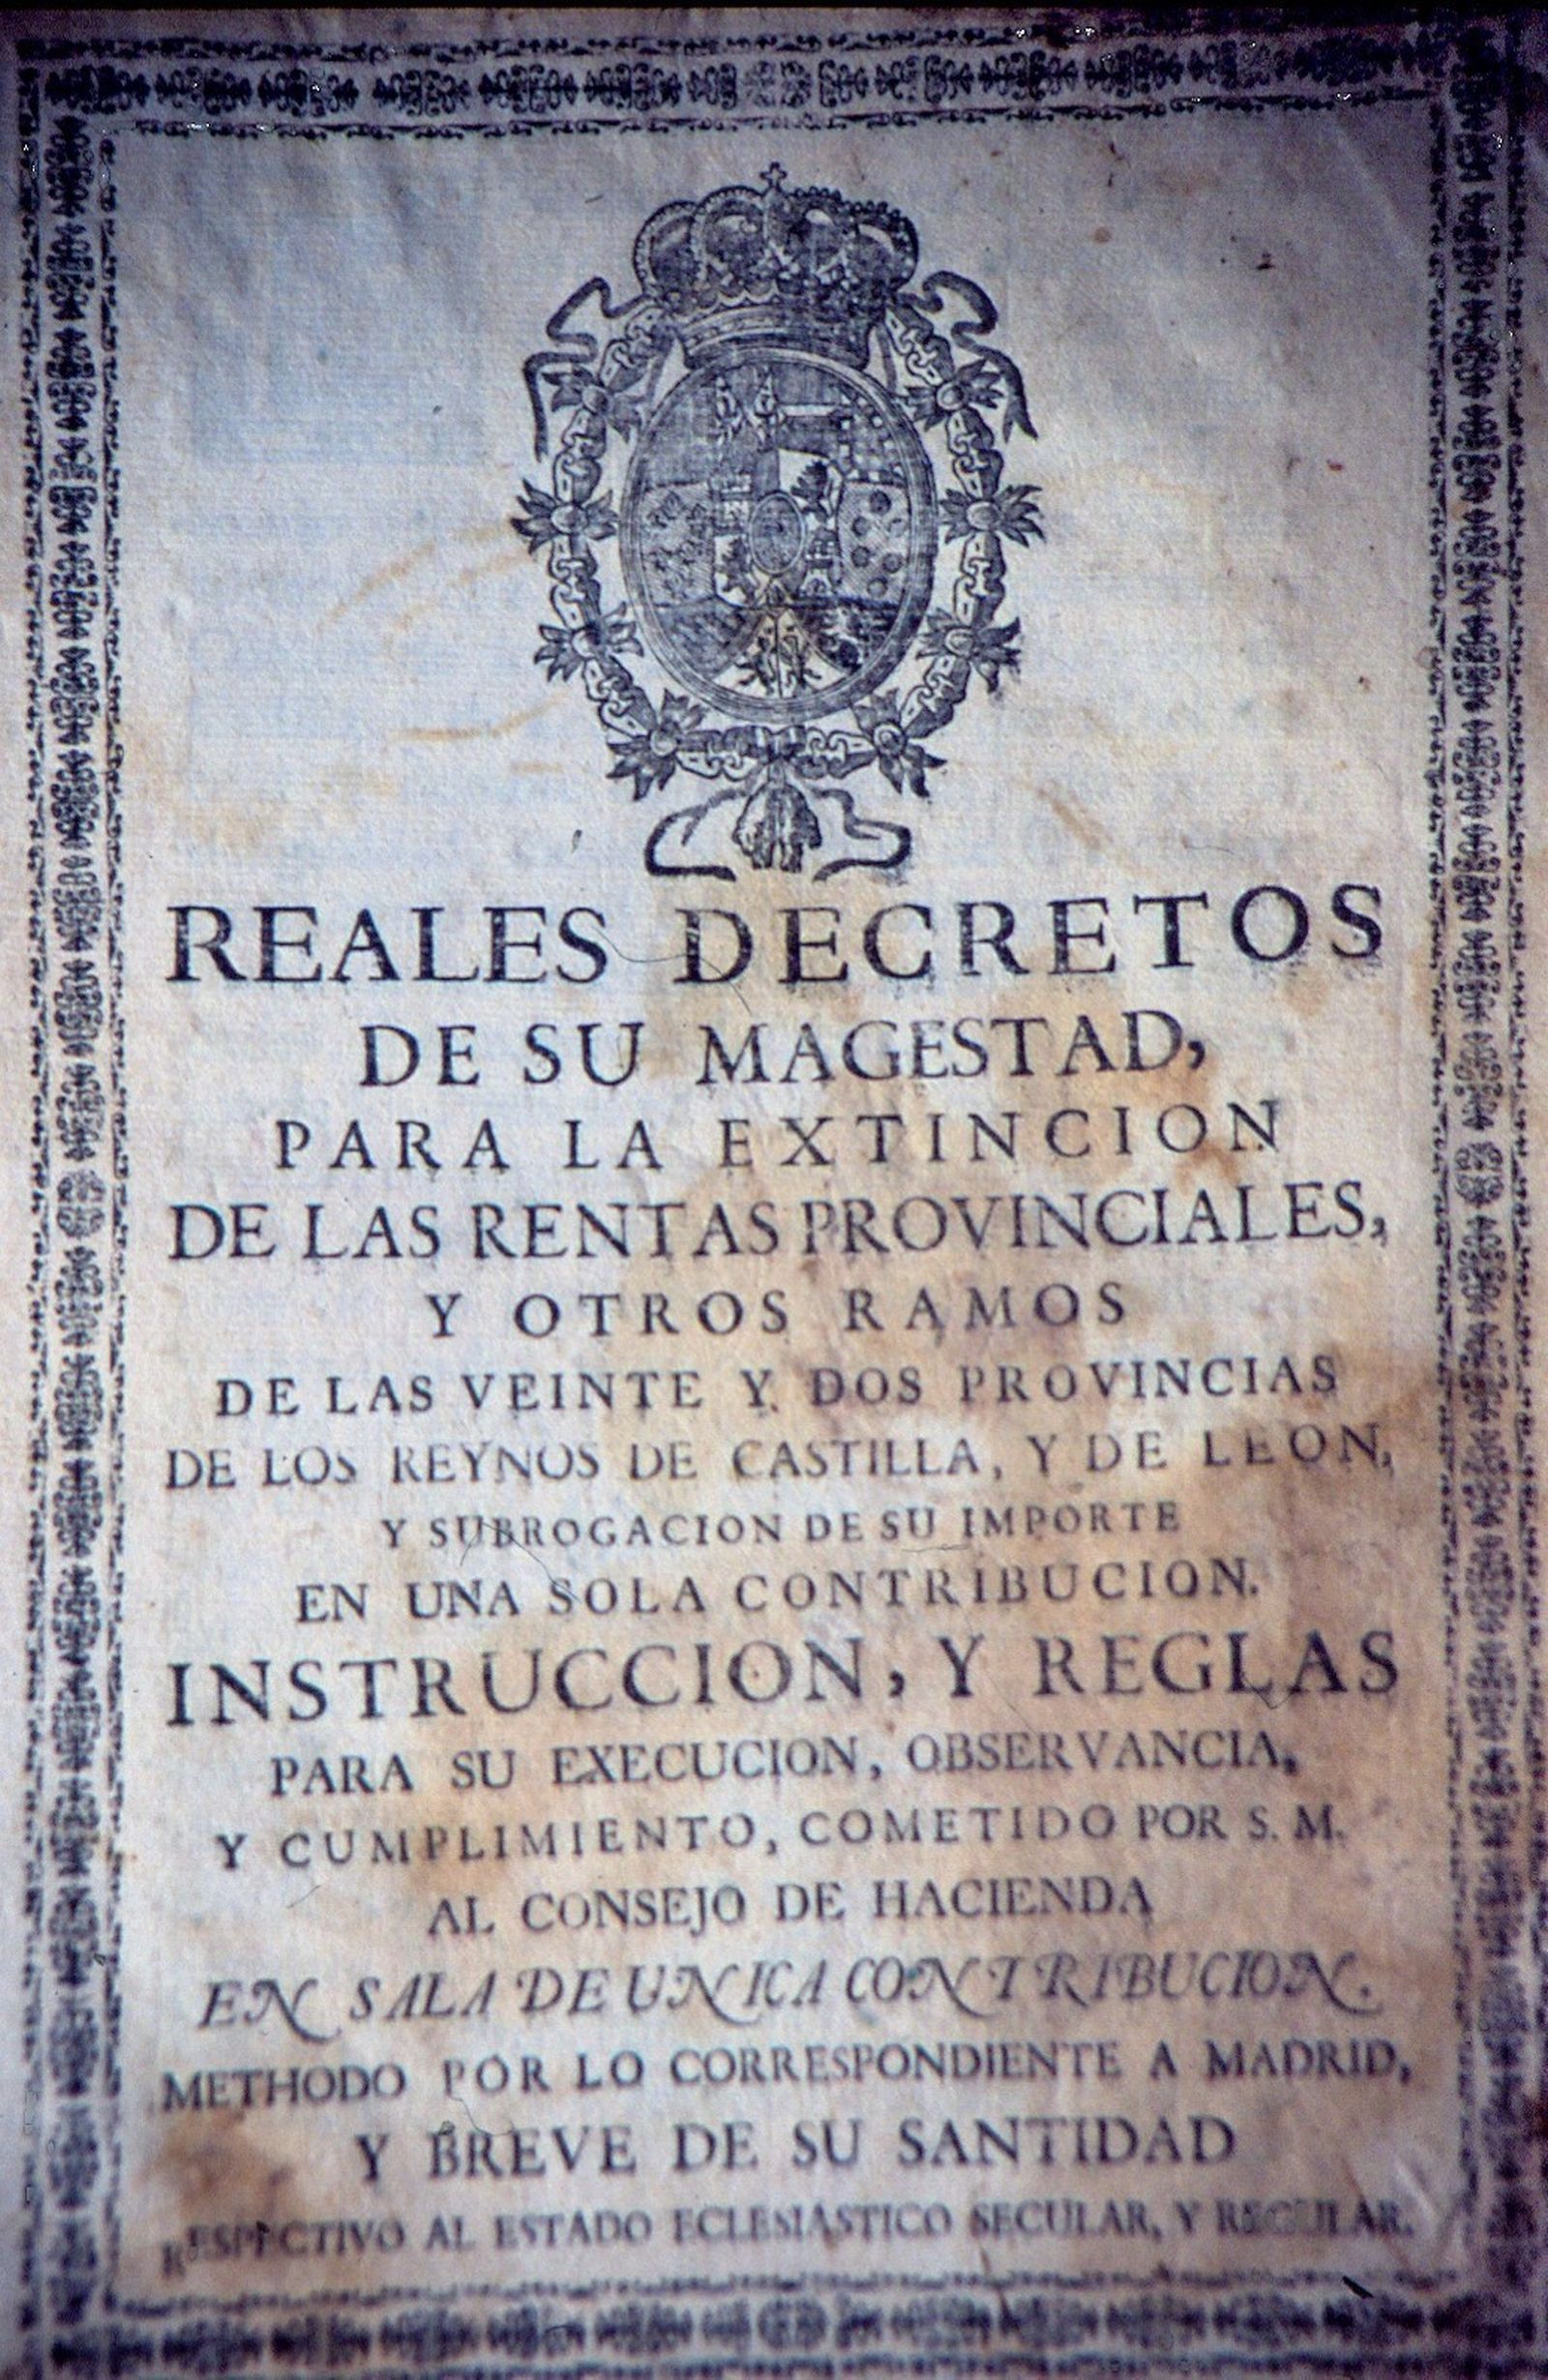 REALES DECRETOS
DE SU MAGESTAD,
PARA LA EXTINCION
DE LAS RENTAS PROVINCIALES,
Y OTROS RAMOS
DE LAS VEINTE Y DOS PROVINCIAS
DE LOS REYNOS DE CASTILLA, Y DE LEON,
Y SUBROGACION DE SU IMPORTE
EN UNA SOLA CONTRIBUCION.
INSTRUCCION, Y REGLAS
PARA SU EXECUCION, OBSERVANCIA,
Y CUMPLIMIENTO, COMETIDO POR S. M.
AL CONSEJO DE HACIENDA
EN SALA DE UNICA CONTRIBUCION.
METHODO POR LO CORRESPONDIENTE A MADRID,
Y BREVE DE SU SANTIDAD
RESPECTIVO AL ESTADO ECLESIASTICO SECULAR, Y REGULAR.